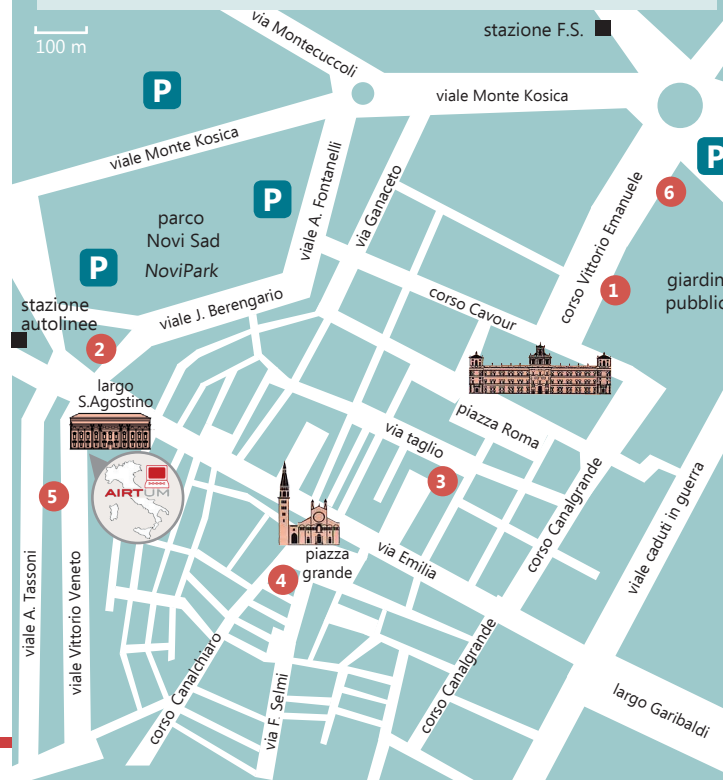 100 m
via Montecuccoli
stazione F.S.
P
viale Monte Kosica
viale Monte Kosica
P
6
P
parco
Novi Sad
NoviPark
P
viale A. Fontanelli
via Ganaceto
corso Vittorio Emanuele
1
giardin
pubblic
stazione
autolinee
viale J. Berengario
corso Cavour
2
largo
S.Agostino
piazza Roma
via taglio
3
AIRTUM
5
piazza
grande
4
via Emilia
corso Canalgrande
viale caduti in guerra
viale A. Tassoni
viale Vittorio Veneto
corso Canalchiaro
via F. Selmi
corso Canalgrande
largo Garibaldi